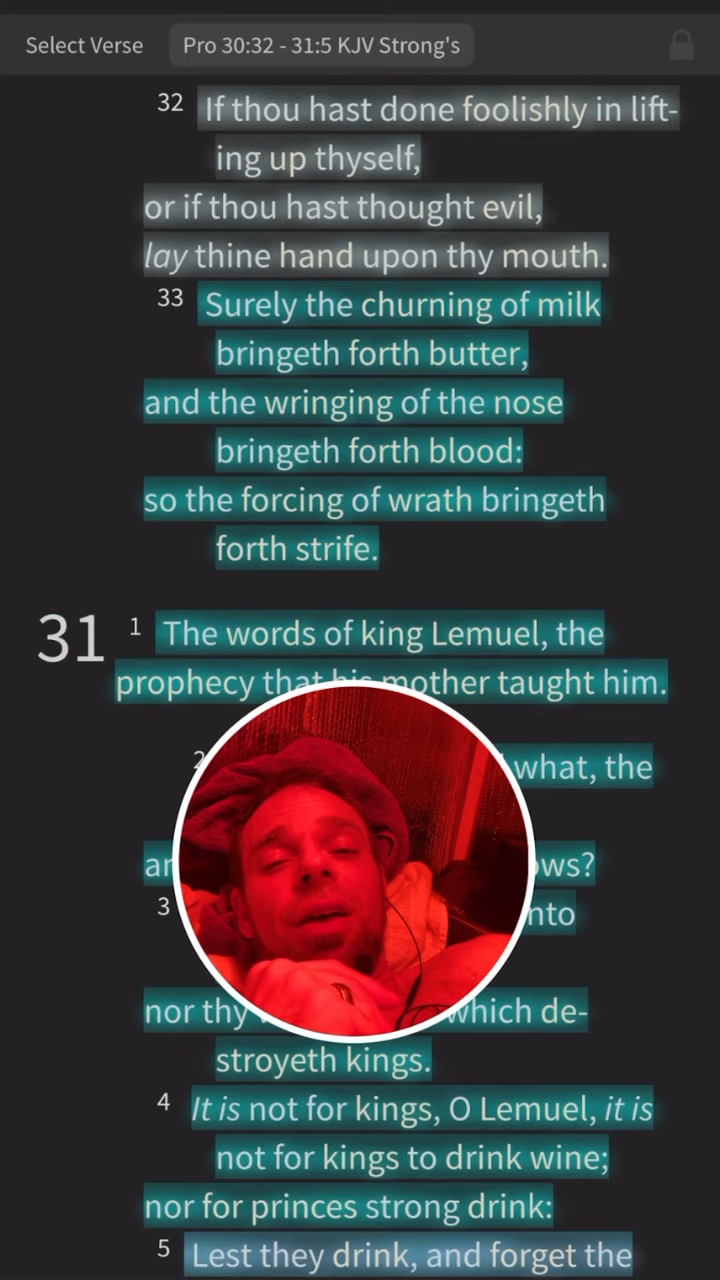 Select Verse Pro 30:32 - 31:5 KJV Strong's
32 If thou hast done foolishly in lift-
ing up thyself,
or if thou hast thought evil,
lay thine hand upon thy mouth.
33 Surely the churning of milk
bringeth forth butter,
and the wringing of the nose
bringeth forth blood:
so the forcing of wrath bringeth
forth strife.
31 1 The words of king Lemuel, the
prophecy that his mother taught him.
2 what, the
3
nor thy which de-
stroyeth kings.
4 It is not for kings, O Lemuel, it is
not for kings to drink wine;
nor for princes strong drink:
5 Lest they drink, and forget the